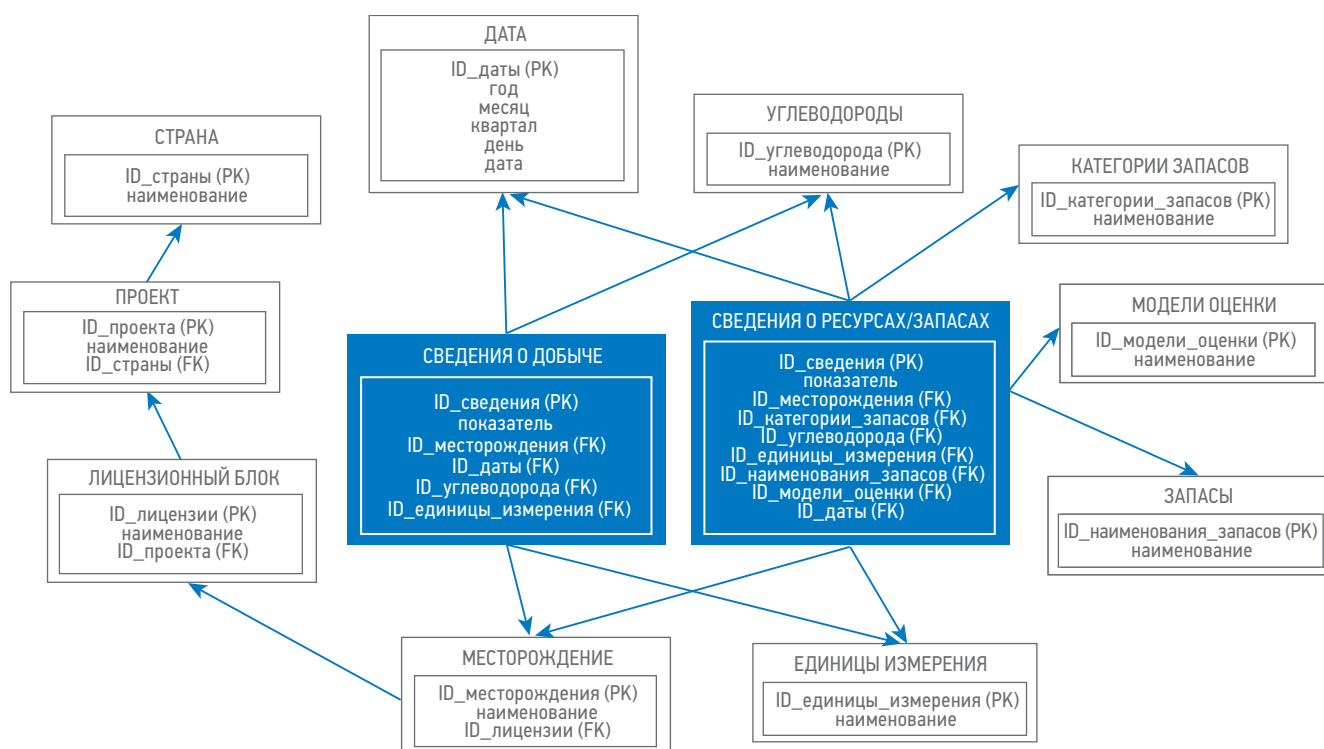 ДАТА
ID_даты (PK)
год
месяц
квартал
день
дата
УГЛЕВОДОРОДЫ
ID_углеводорода (PK)
наименование
СТРАНА
ID_страны (PK)
наименование
КАТЕГОРИИ ЗАПАСОВ
ID_категории_запасов (PK)
наименование
ПРОЕКТ
ID_проекта (PK)
наименование
ID_страны (FK)
СВЕДЕНИЯ О ДОБЫЧЕ
ID_сведения (PK)
показатель
ID_месторождения (FK)
ID_даты (FK)
ID_углеводорода (FK)
ID_единицы_измерения (FK)
СВЕДЕНИЯ О РЕСУРСАХ/ЗАПАСАХ
ID_сведения (PK)
показатель
ID_месторождения (FK)
ID_категории_запасов (FK)
ID_углеводорода (FK)
ID_единицы_измерения (FK)
ID_наименования_запасов (FK)
ID_модели_оценки (FK)
ID_даты (FK)
МОДЕЛИ ОЦЕНКИ
ID_модели_оценки (PK)
наименование
ЛИЦЕНЗИОННЫЙ БЛОК
ID_лицензии (PK)
наименование
ID_проекта (FK)
ЗАПАСЫ
ID_наименования_запасов (PK)
наименование
МЕСТОРОЖДЕНИЕ
ID_месторождения (PK)
наименование
ID_лицензии (FK)
ЕДИНИЦЫ ИЗМЕРЕНИЯ
ID_единицы_измерения (PK)
наименование